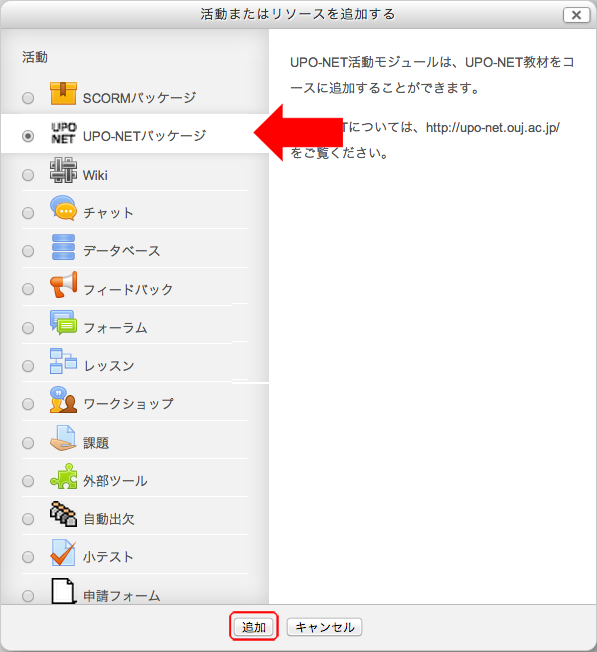 活動またはリソースを追加する
活動
SCORMパッケージ
UPO NET
UPO-NETパッケージ
Wiki
チャット
データベース
フィードバック
フォーラム
レッスン
ワークショップ
課題
外部ツール
自動出欠
小テスト
申請フォーム
UPO-NET活動モジュールは、UPO-NET教材をコ
ースに追加することができます。
Tについては、http://upo-net.ouj.ac.jp/
をご覧ください。
追加
キャンセル